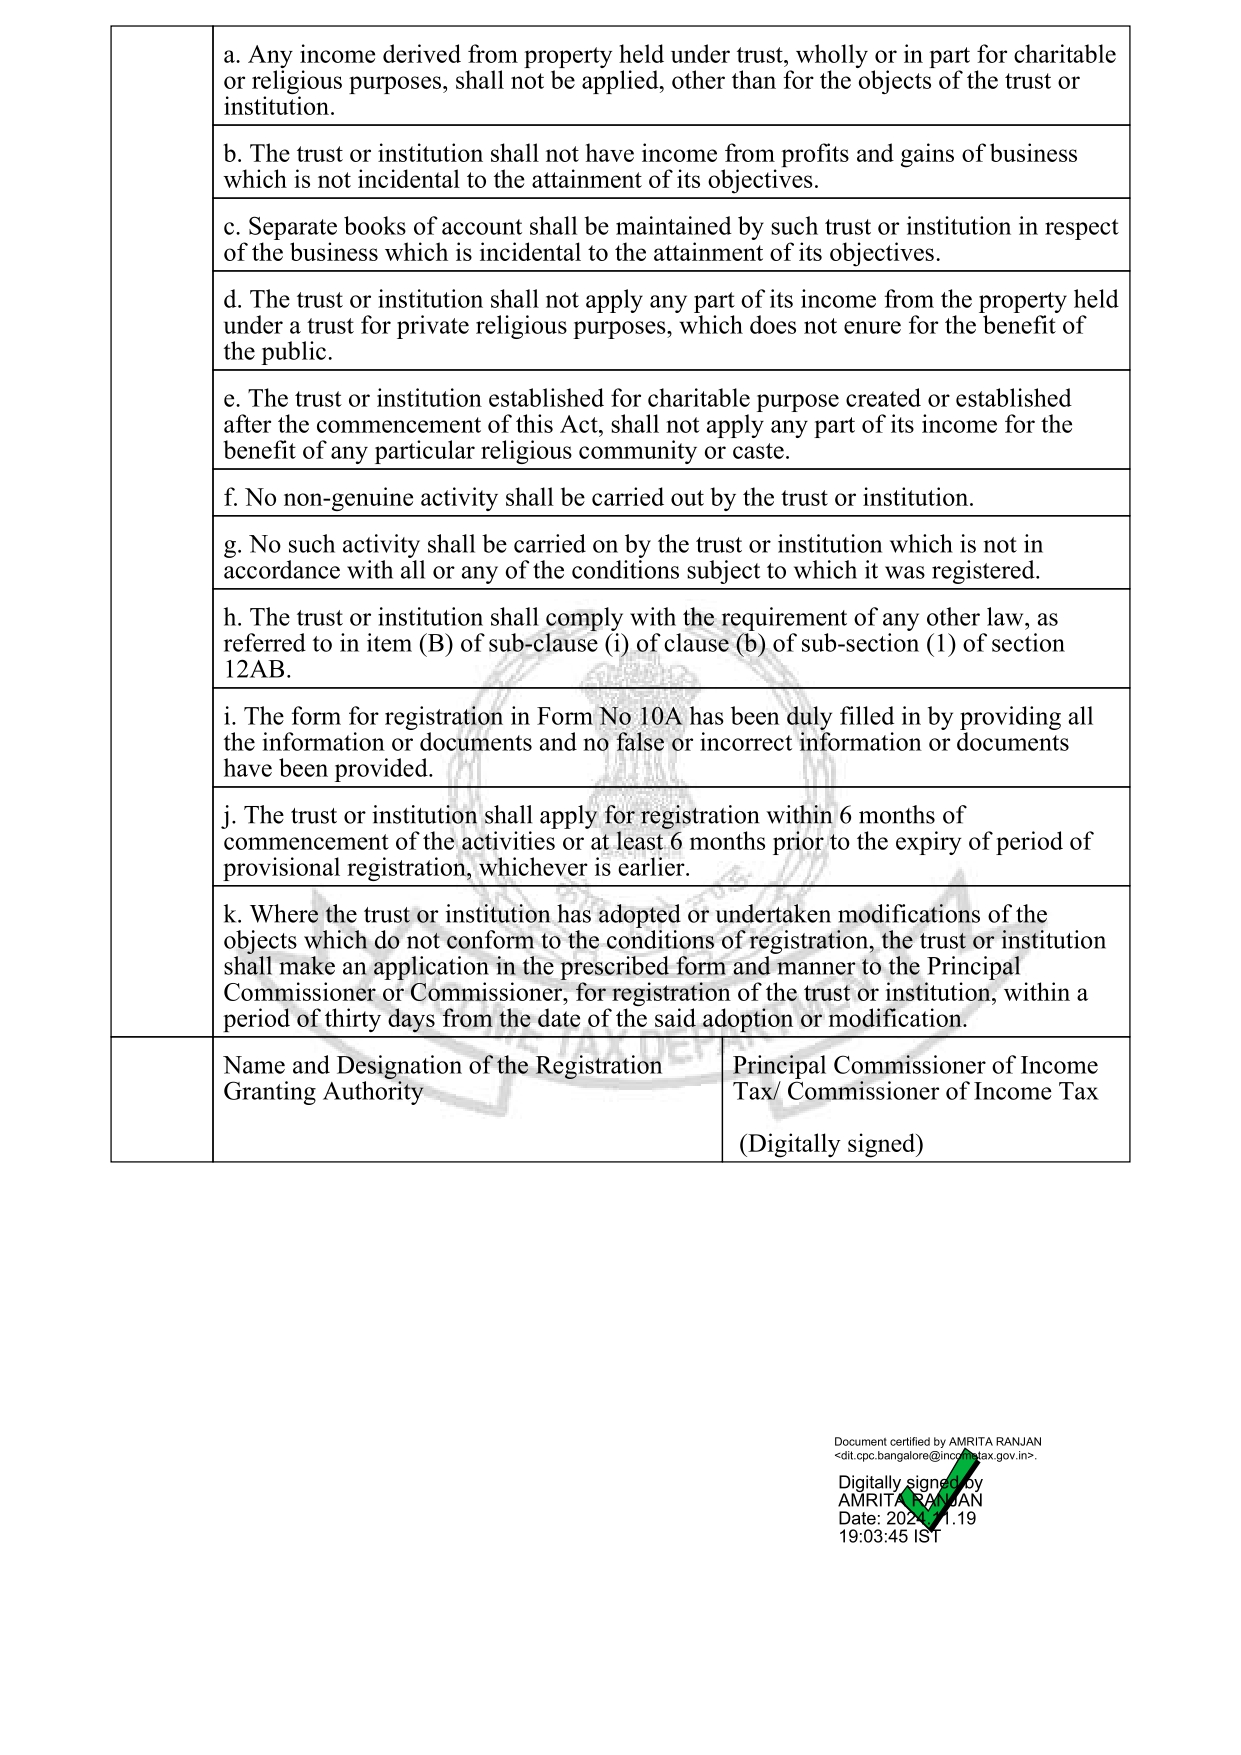 a. Any income derived from property held under trust, wholly or in part for charitable
or religious purposes, shall not be applied, other than for the objects of the trust or
institution.
b. The trust or institution shall not have income from profits and gains of business
which is not incidental to the attainment of its objectives.
c. Separate books of account shall be maintained by such trust or institution in respect
of the business which is incidental to the attainment of its objectives.
d. The trust or institution shall not apply any part of its income from the property held
under a trust for private religious purposes, which does not enure for the benefit of
the public.
e. The trust or institution established for charitable purpose created or established
after the commencement of this Act, shall not apply any part of its income for the
benefit of any particular religious community or caste.
f. No non-genuine activity shall be carried out by the trust or institution.
g. No such activity shall be carried on by the trust or institution which is not in
accordance with all or any of the conditions subject to which it was registered.
h. The trust or institution shall comply with the requirement of any other law, as
referred to in item (B) of sub-clause (i) of clause (b) of sub-section (1) of section
12AB.
i. The form for registration in Form No 10A has been duly filled in by providing all
the information or documents and no false or incorrect information or documents
have been provided.
j. The trust or institution shall apply for registration within 6 months of
commencement of the activities or at least 6 months prior to the expiry of period of
provisional registration, whichever is earlier.
k. Where the trust or institution has adopted or undertaken modifications of the
objects which do not conform to the conditions of registration, the trust or institution
shall make an application in the prescribed form and manner to the Principal
Commissioner or Commissioner, for registration of the trust or institution, within a
period of thirty days from the date of the said adoption or modification.
INCOME TAX DEPARTMENT
Name and Designation of the Registration
Granting Authority
Principal Commissioner of Income
Tax/ Commissioner of Income Tax
(Digitally signed)
Document certified by AMRITA RANJAN
<dit.cpc.bangalore@incometax.gov.in>.
Digitally signed by
AMRITA RANJAN
Date: 2024.11.19
19:03:45 IST